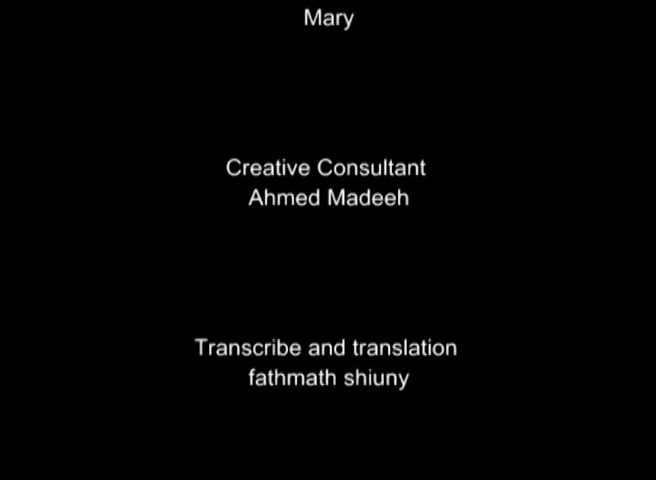 Mary
Creative Consultant
Ahmed Madeeh
Transcribe and translation
fathmath shiuny